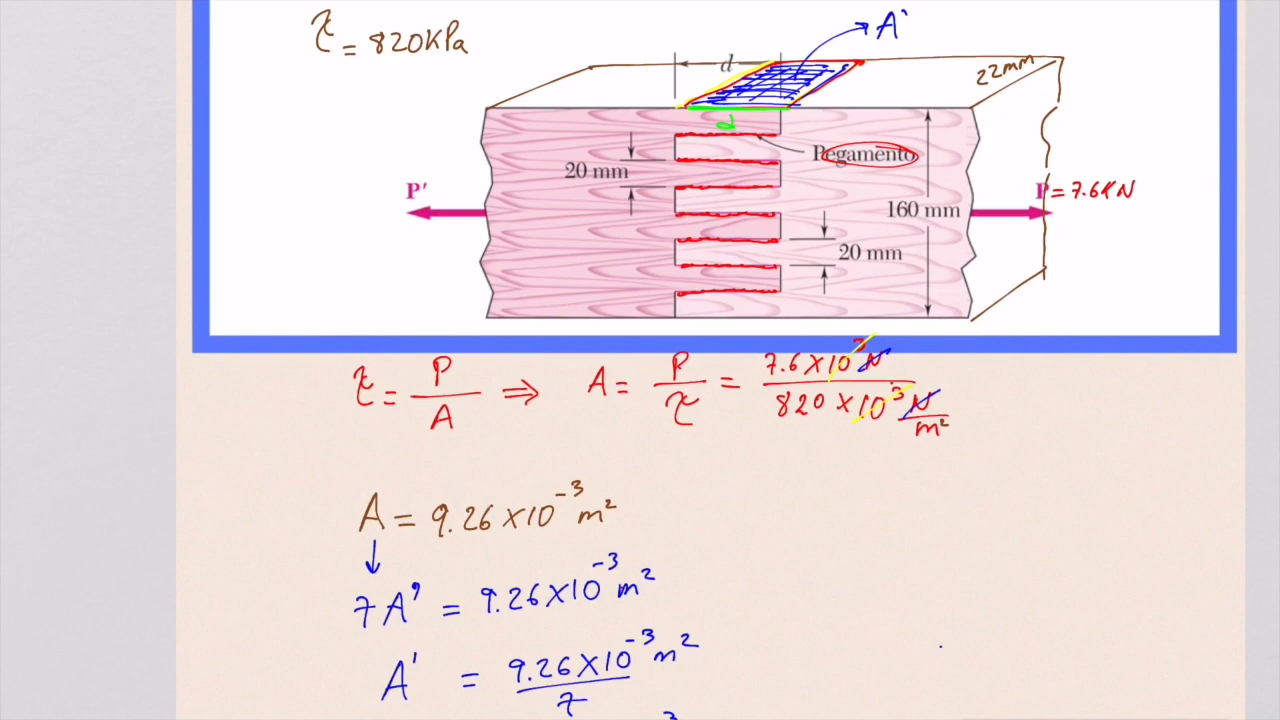 τ = 820KPa
A'
22mm
d
d
Pegamento
20 mm
P'
P = 7.6KN
160 mm
20 mm
τ = P/A ⇒ A = P/τ = 7.6×10³ N / 820×10³ N/m²
A = 9.26×10⁻³ m²
↓
7A' = 9.26×10⁻³ m²
A' = 9.26×10⁻³ m² / 7